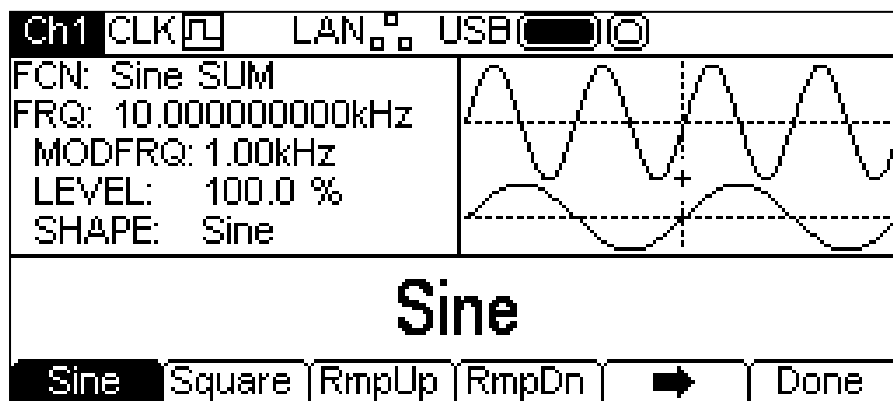 Ch1 CLK LAN USB
FCN: Sine SUM
FRQ: 10.000000000kHz
MODFRQ: 1.00kHz
LEVEL: 100.0 %
SHAPE: Sine
Sine
Sine Square RmpUp RmpDn Done